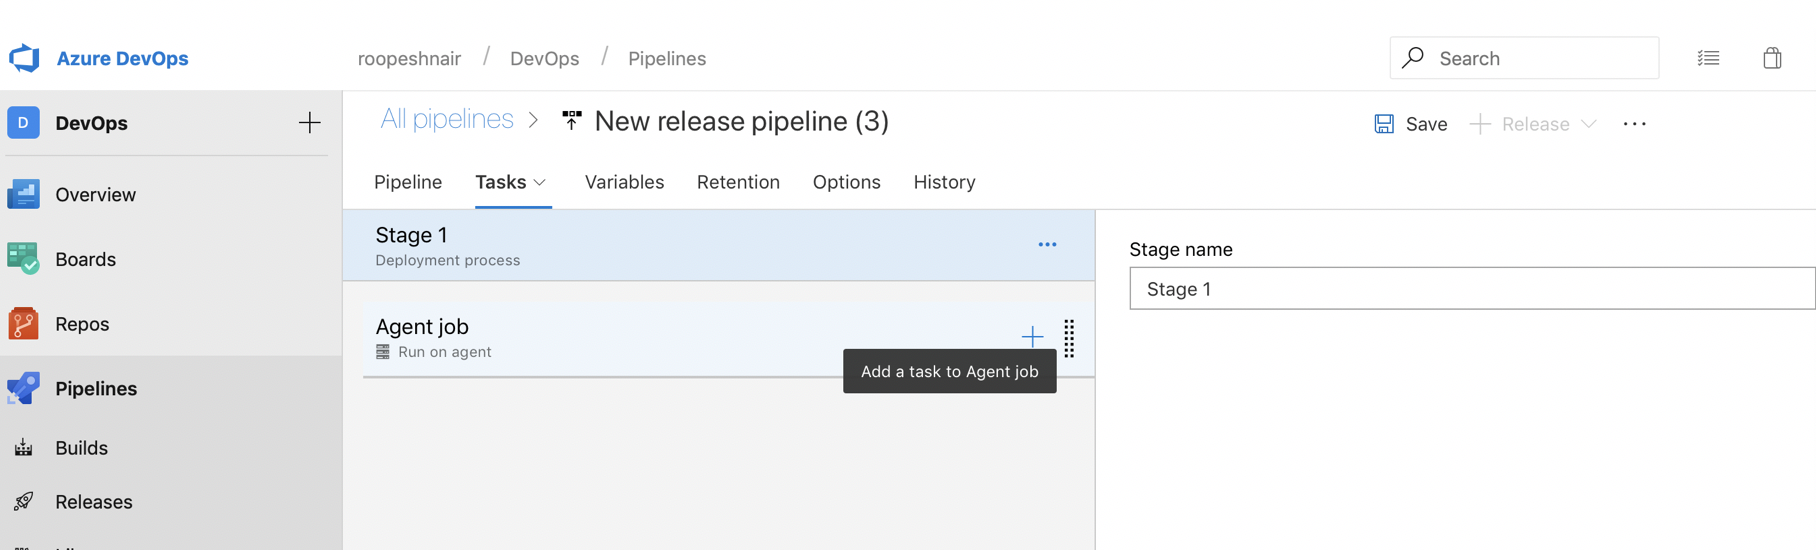 Azure DevOps
roopeshnair / DevOps / Pipelines
Search
D DevOps
Overview
Boards
Repos
Pipelines
Builds
Releases
All pipelines > New release pipeline (3)
Save
Release
Pipeline Tasks Variables Retention Options History
Stage 1
Deployment process
Agent job
Run on agent
Add a task to Agent job
Stage name
Stage 1